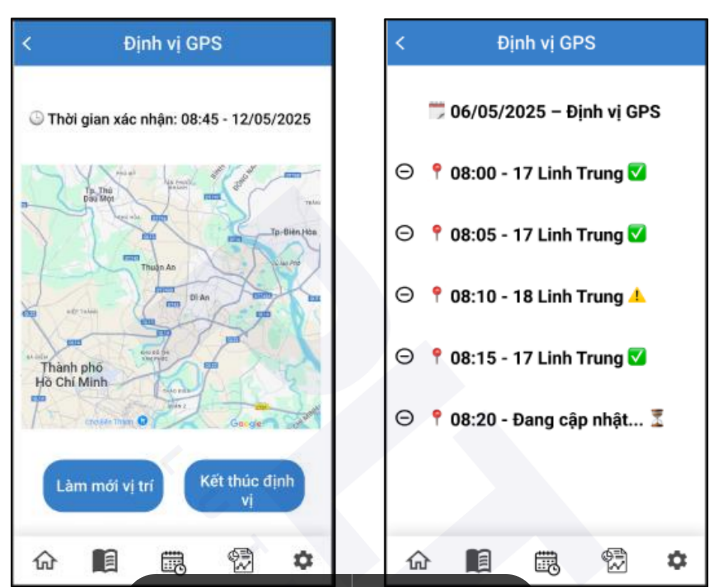 Định vị GPS
Thời gian xác nhận: 08:45 - 12/05/2025
Tp. Thủ
Dầu Một
Tp. Biên Hòa
Thuận An
Dĩ An
Thành phố
Hồ Chí Minh
Chợ Bến Thành
Google
Làm mới vị trí
Kết thúc định
vị
Định vị GPS
06/05/2025 – Định vị GPS
08:00 - 17 Linh Trung
08:05 - 17 Linh Trung
08:10 - 18 Linh Trung
08:15 - 17 Linh Trung
08:20 - Đang cập nhật...